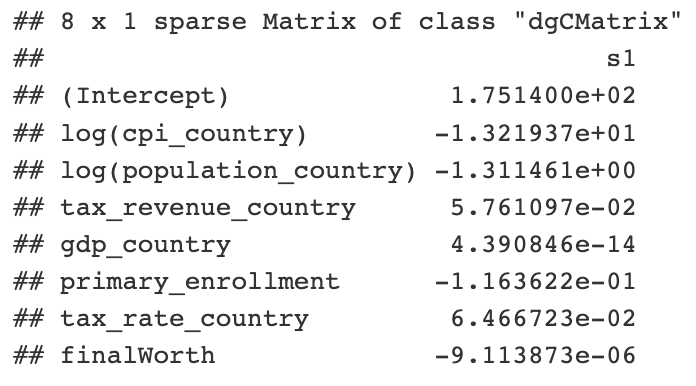 ## 8 x 1 sparse Matrix of class "dgCMatrix"
##                                   s1
## (Intercept)              1.751400e+02
## log(cpi_country)        -1.321937e+01
## log(population_country) -1.311461e+00
## tax_revenue_country      5.761097e-02
## gdp_country              4.390846e-14
## primary_enrollment      -1.163622e-01
## tax_rate_country         6.466723e-02
## finalWorth              -9.113873e-06